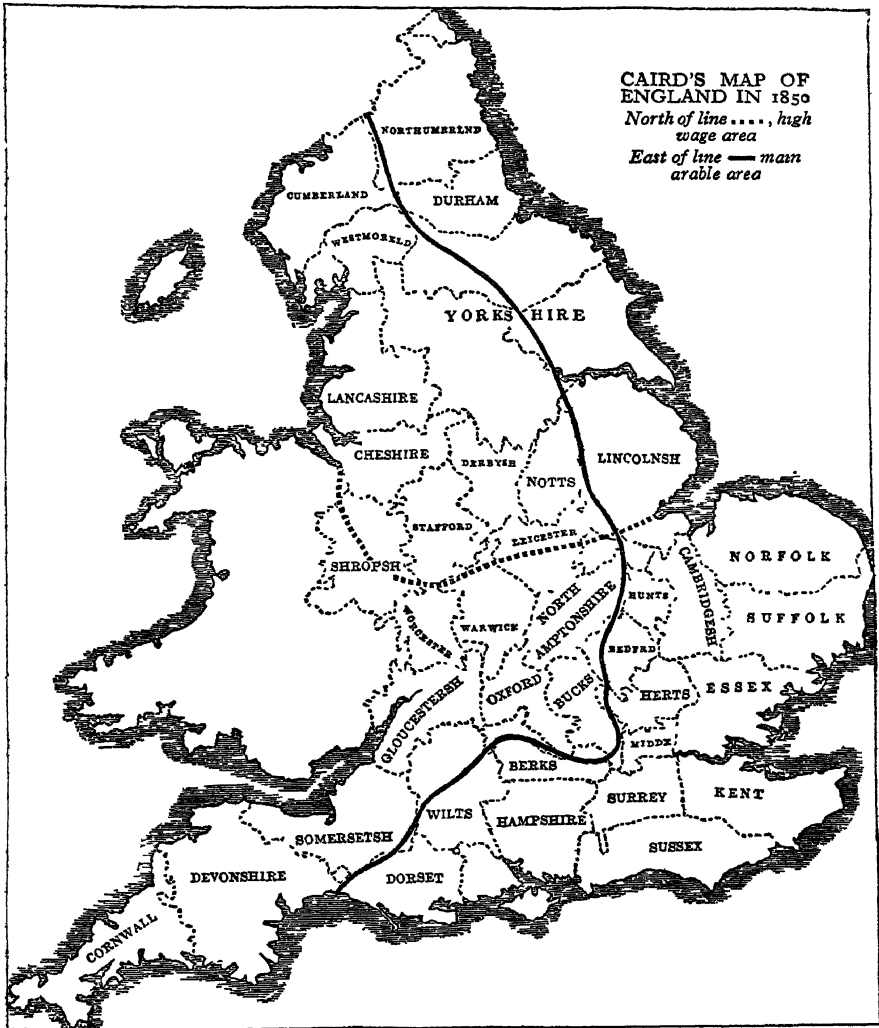 CAIRD'S MAP OF
ENGLAND IN 1850
North of line ...., high
wage area
East of line — main
arable area
NORTHUMBERLND
CUMBERLAND
DURHAM
WESTMORELD
YORKSHIRE
LANCASHIRE
CHESHIRE
DERBYSH
NOTTS
LINCOLNSH
STAFFORD
LEICESTER
SHROPSH
NORFOLK
CAMBRIDGESH
SUFFOLK
HUNTS
NORTH
AMPTONSHIRE
WORCESTER
WARWICK
BEDFRD
GLOUCESTERSH
OXFORD
BUCKS
HERTS
ESSEX
MIDDX
BERKS
SURREY
KENT
WILTS
HAMPSHIRE
SOMERSETSH
SUSSEX
DEVONSHIRE
DORSET
CORNWALL